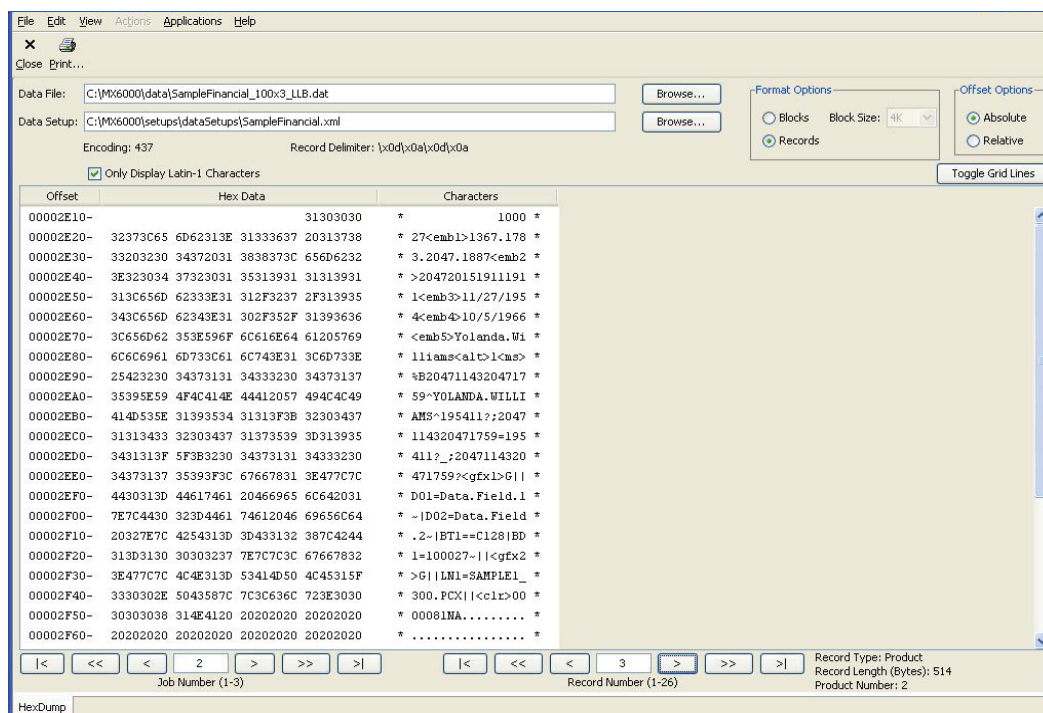 File Edit View Actions Applications Help
Close Print...
Data File: C:\MX6000\data\SampleFinancial_100x3_LLB.dat Browse...
Data Setup: C:\MX6000\setups\dataSetups\SampleFinancial.xml Browse...
Encoding: 437 Record Delimiter: \x0d\x0a\x0d\x0a
Only Display Latin-1 Characters
Format Options
Blocks Block Size: 4K
Records
Offset Options
Absolute
Relative
Toggle Grid Lines
Offset Hex Data Characters
00002E10- 31303030 * 1000 *
00002E20- 32373C65 6D62313E 31333637 20313738 * 27<emb1>1367.178 *
00002E30- 33203230 34372031 3838373C 656D6232 * 3.2047.1887<emb2 *
00002E40- 3E323034 37323031 35313931 31313931 * >204720151911191 *
00002E50- 313C656D 62333E31 312F3237 2F313935 * 1<emb3>11/27/195 *
00002E60- 343C656D 62343E31 302F352F 31393636 * 4<emb4>10/5/1966 *
00002E70- 3C656D62 353E596F 6C616E64 61205769 * <emb5>Yolanda.Wi *
00002E80- 6C6C6961 6D733C61 6C743E31 3C6D733E * lliams<alt>1<ms> *
00002E90- 25423230 34373131 34333230 34373137 * %B20471143204717 *
00002EA0- 35395E59 4F4C414E 44412057 494C4C49 * 59^YOLANDA.WILLI *
00002EB0- 414D535E 31393534 31313F3B 32303437 * AMS^195411?;2047 *
00002EC0- 31313433 32303437 31373539 3D313935 * 114320471759=195 *
00002ED0- 3431313F 5F3B3230 34373131 34333230 * 411?_;2047114320 *
00002EE0- 34373137 35393F3C 67667831 3E477C7C * 471759?<gfx1>G|| *
00002EF0- 4430313D 44617461 20466965 6C642031 * D01=Data.Field.1 *
00002F00- 7E7C4430 323D4461 74612046 69656C64 * ~|D02=Data.Field *
00002F10- 20327E7C 4254313D 3D433132 387C4244 * .2~|BT1==C128|BD *
00002F20- 313D3130 30303237 7E7C7C3C 67667832 * 1=100027~||<gfx2 *
00002F30- 3E477C7C 4C4E313D 53414D50 4C45315F * >G||LN1=SAMPLE1_ *
00002F40- 3330302E 5043587C 7C3C636C 723E3030 * 300.PCX||<clr>00 *
00002F50- 30303038 314E4120 20202020 20202020 * 00081NA......... *
00002F60- 20202020 20202020 20202020 20202020 * ................ *
|< << < 2 > >> >| |< << < 3 > >> >|
Job Number (1-3) Record Number (1-26)
Record Type: Product
Record Length (Bytes): 514
Product Number: 2
HexDump